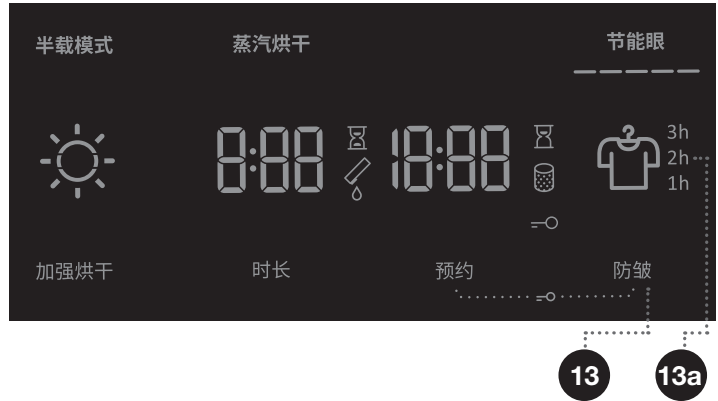 半载模式 蒸汽烘干 节能眼
8:88 18:88 3h
2h
1h
加强烘干 时长 预约 防皱
13 13a